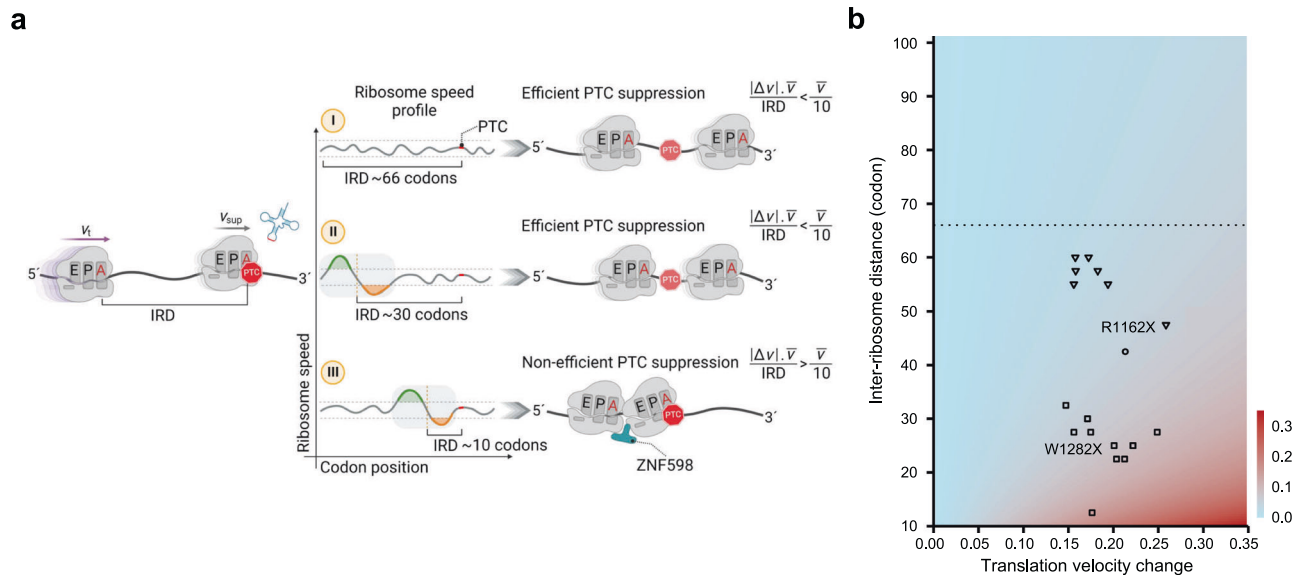 a
b
Ribosome speed
profile
Efficient PTC suppression
|Δv|.v̅ / IRD < v̅ / 10
I
PTC
5´
E P A
PTC
E P A
3´
IRD ~66 codons
vt
vsup
5´
E P A
E P A
PTC
3´
IRD
II
Efficient PTC suppression
|Δv|.v̅ / IRD < v̅ / 10
5´
E P A
PTC
E P A
3´
IRD ~30 codons
III
Non-efficient PTC suppression
|Δv|.v̅ / IRD > v̅ / 10
5´
E P A
E P A
PTC
3´
IRD ~10 codons
ZNF598
Ribosome speed
Codon position
Inter-ribosome distance (codon)
100
90
80
70
60
50
40
30
20
10
R1162X
W1282X
0.00
0.05
0.10
0.15
0.20
0.25
0.30
0.35
Translation velocity change
0.3
0.2
0.1
0.0